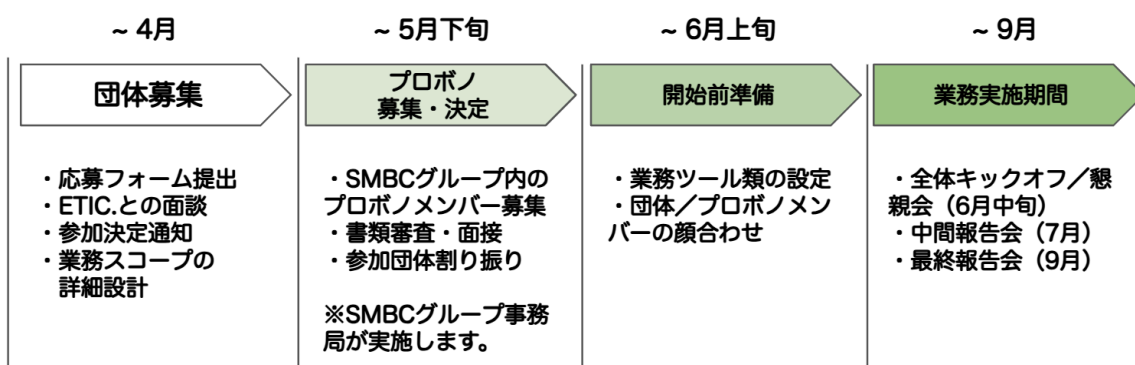 ~ 4月
~ 5月下旬
~ 6月上旬
~ 9月
団体募集
プロボノ
募集・決定
開始前準備
業務実施期間
・応募フォーム提出
・ETIC.との面談
・参加決定通知
・業務スコープの
詳細設計
・SMBCグループ内の
プロボノメンバー募集
・書類審査・面接
・参加団体割り振り
※SMBCグループ事務
局が実施します。
・業務ツール類の設定
・団体／プロボノメン
バーの顔合わせ
・全体キックオフ／懇
親会（6月中旬）
・中間報告会（7月）
・最終報告会（9月）